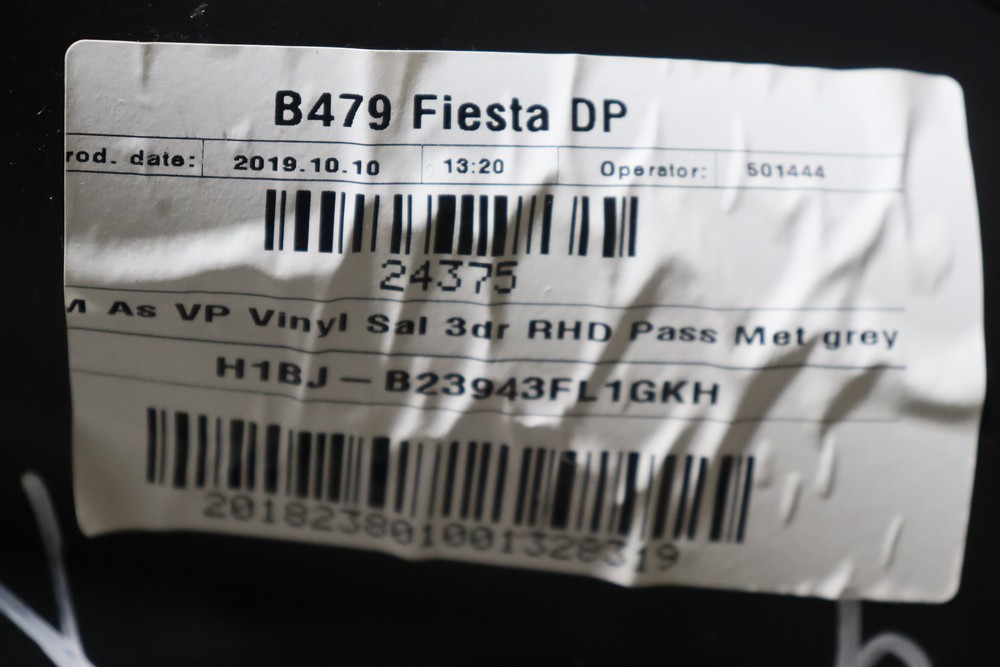 B479 Fiesta DP
rod. date: 2019.10.10 13:20 Operator: 501444
24375
As VP Vinyl Sal 3dr RHD Pass Met grey
H1BJ – B23943FL1GKH
201823801001328319